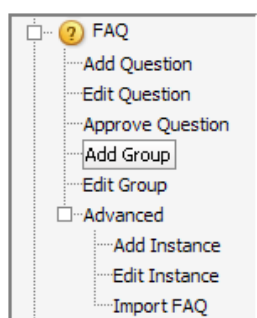 FAQ
Add Question
Edit Question
Approve Question
Add Group
Edit Group
Advanced
Add Instance
Edit Instance
Import FAQ